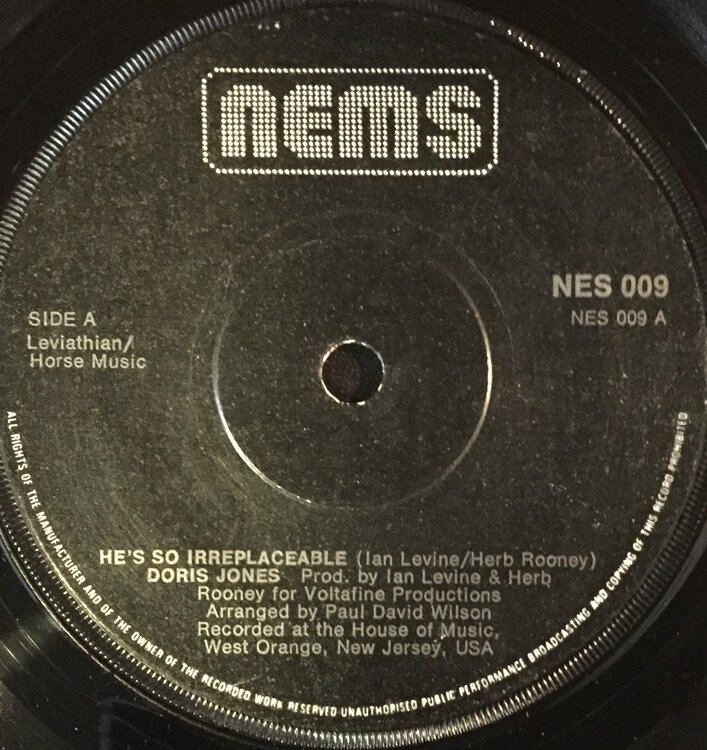 nems
NES 009
NES 009 A
SIDE A
Leviathian/
Horse Music
HE'S SO IRREPLACEABLE (Ian Levine/Herb Rooney)
DORIS JONES Prod. by Ian Levine & Herb
Rooney for Voltafine Productions
Arranged by Paul David Wilson
Recorded at the House of Music,
West Orange, New Jersey, USA
ALL RIGHTS OF THE MANUFACTURER AND OF THE OWNER OF THE RECORDED WORK RESERVED UNAUTHORISED PUBLIC PERFORMANCE BROADCASTING AND COPYING OF THIS RECORD PROHIBITED